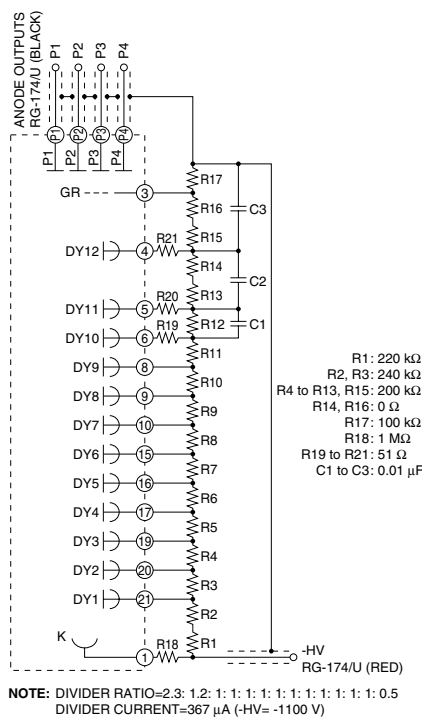 ANODE OUTPUTS
RG-174/U (BLACK)
P1
P2
P3
P4
P1
P2
P3
P4
P1
P2
P3
P4
R17
GR
3
R16
C3
R15
DY12
4
R21
R14
C2
R13
DY11
5
R20
R12
C1
DY10
6
R19
R11
DY9
8
R10
DY8
9
R9
DY7
10
R8
DY6
15
R7
DY5
16
R6
DY4
17
R5
DY3
19
R4
DY2
20
R3
DY1
21
R2
R1
K
1
R18
-HV
RG-174/U (RED)
R1: 220 kΩ
R2, R3: 240 kΩ
R4 to R13, R15: 200 kΩ
R14, R16: 0 Ω
R17: 100 kΩ
R18: 1 MΩ
R19 to R21: 51 Ω
C1 to C3: 0.01 µF
NOTE: DIVIDER RATIO=2.3: 1.2: 1: 1: 1: 1: 1: 1: 1: 1: 1: 1: 1: 0.5
DIVIDER CURRENT=367 µA (-HV= -1100 V)